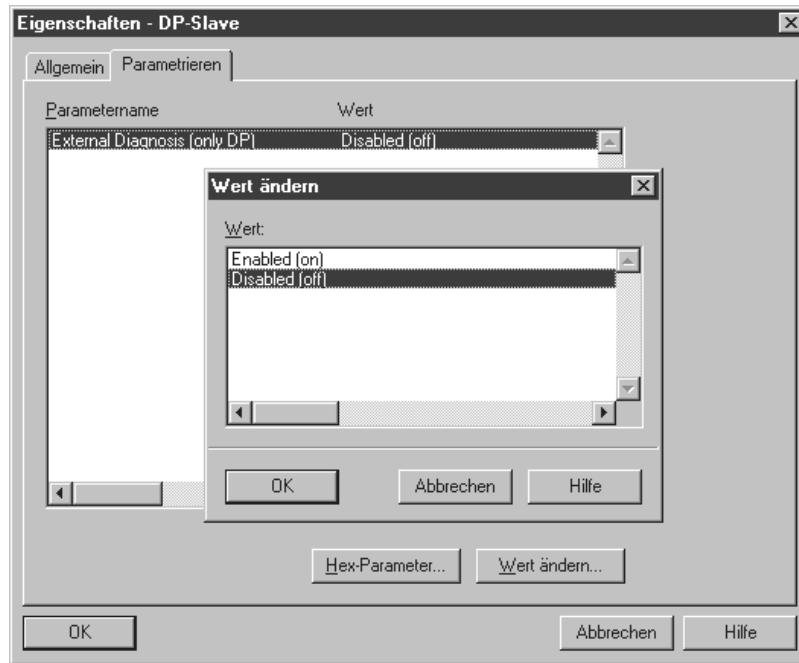 Eigenschaften - DP-Slave
Allgemein Parametrieren
Parametername Wert
External Diagnosis (only DP) Disabled (off)
Wert ändern
Wert:
Enabled (on)
Disabled (off)
OK Abbrechen Hilfe
Hex-Parameter... Wert ändern...
OK Abbrechen Hilfe